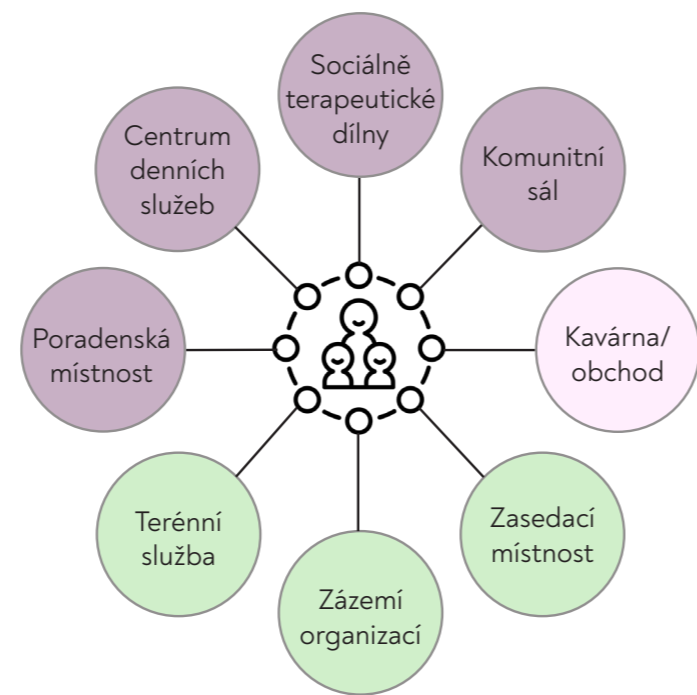 Sociálně
terapeutické
dílny
Centrum
denních
služeb
Komunitní
sál
Poradenská
místnost
Kavárna/
obchod
Terénní
služba
Zasedací
místnost
Zázemí
organizací